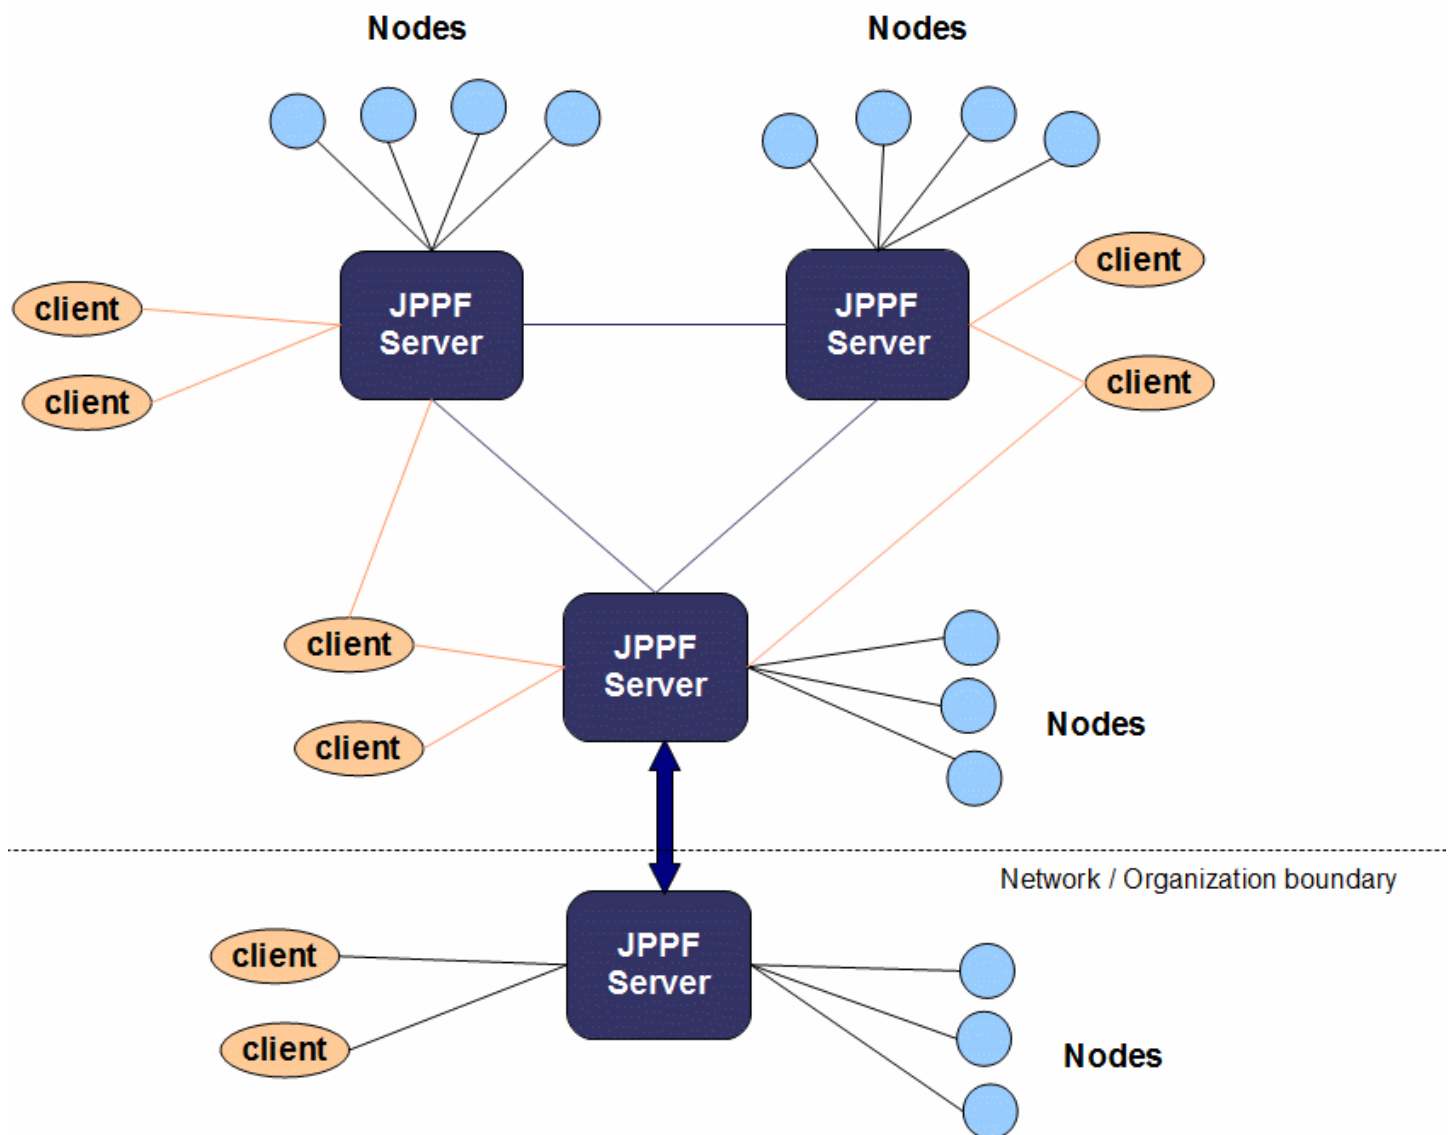 Nodes
Nodes
client
JPPF
Server
JPPF
Server
client
client
client
client
JPPF
Server
client
Nodes
Network / Organization boundary
client
JPPF
Server
client
Nodes